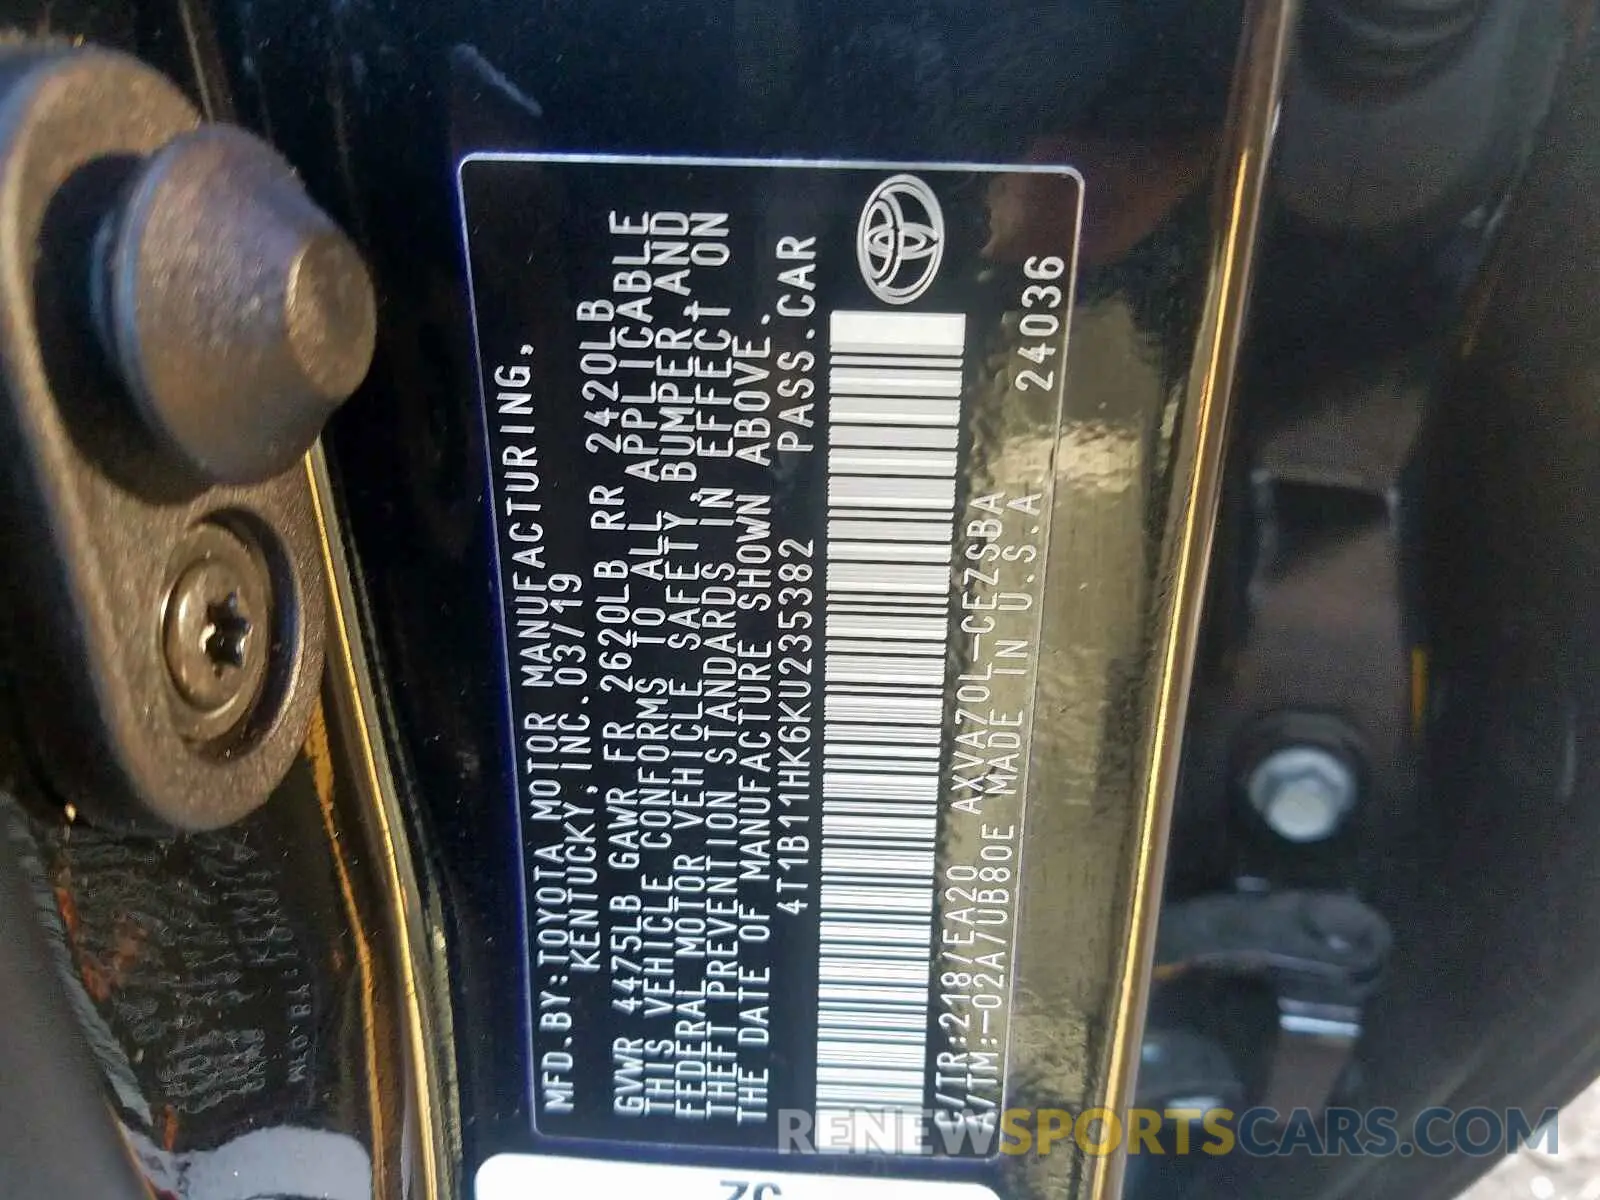 MFD.BY:TOYOTA MOTOR MANUFACTURING,
KENTUCKY, INC. 03/19
GVWR 4475LB GAWR FR 2620LB RR 2420LB
THIS VEHICLE CONFORMS TO ALL APPLICABLE
FEDERAL MOTOR VEHICLE SAFETY, BUMPER, AND
THEFT PREVENTION STANDARDS IN EFFECT ON
THE DATE OF MANUFACTURE SHOWN ABOVE.
4T1B11HK6KU235382 PASS.CAR
C/TR:218/EA20 AXVA70L-CEZSBA
A/TM:-02A/UB80E MADE IN U.S.A. 24036
RENEWSPORTSCARS.COM